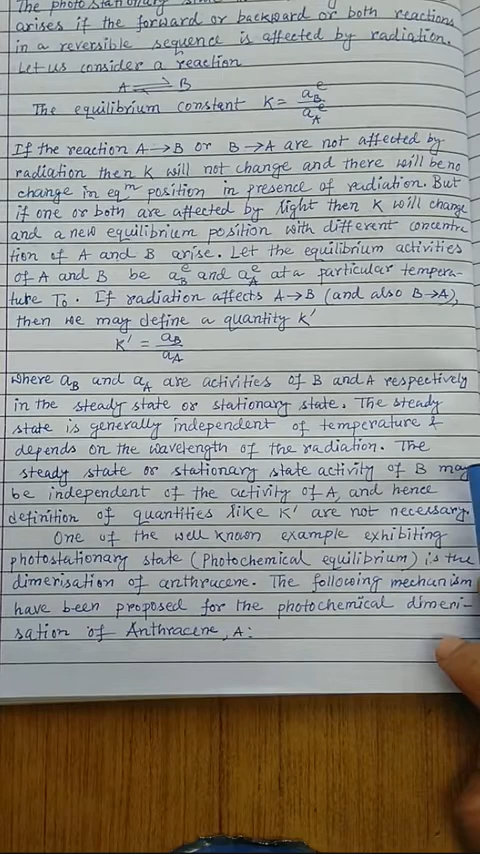 The photostationary
arises if the forward or backward or both reactions
in a reversible sequence is affected by radiation.
Let us consider a reaction
A ⇌ B
The equilibrium constant K = a_B^e / a_A^e
If the reaction A→B or B→A are not affected by
radiation then K will not change and there will be no
change in eq^m position in presence of radiation. But
if one or both are affected by light then K will change
and a new equilibrium position with different concentra
tion of A and B arise. Let the equilibrium activities
of A and B be a_B^e and a_A^e at a particular tempera-
ture To. If radiation affects A→B (and also B→A),
then we may define a quantity K'
K' = a_B / a_A
where a_B and a_A are activities of B and A respectively
in the steady state or stationary state. The steady
state is generally independent of temperature &
depends on the wavelength of the radiation. The
steady state or stationary state activity of B may
be independent of the activity of A, and hence
definition of quantities like K' are not necessary.
One of the well known example exhibiting
photostationary state (Photochemical equilibrium) is the
dimerisation of anthracene. The following mechanism
have been proposed for the photochemical dimeri-
sation of Anthracene, A: